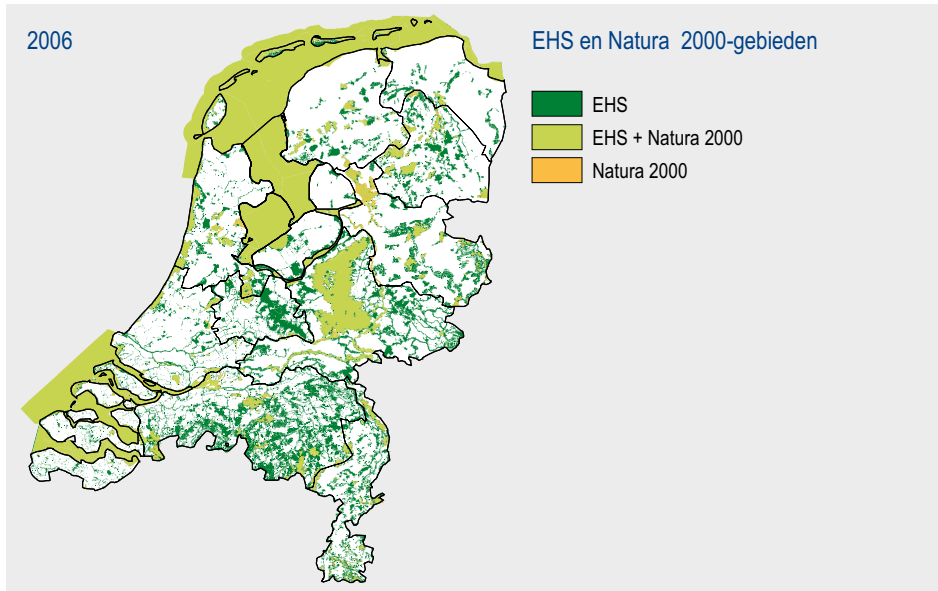 2006
EHS en Natura 2000-gebieden
EHS
EHS + Natura 2000
Natura 2000